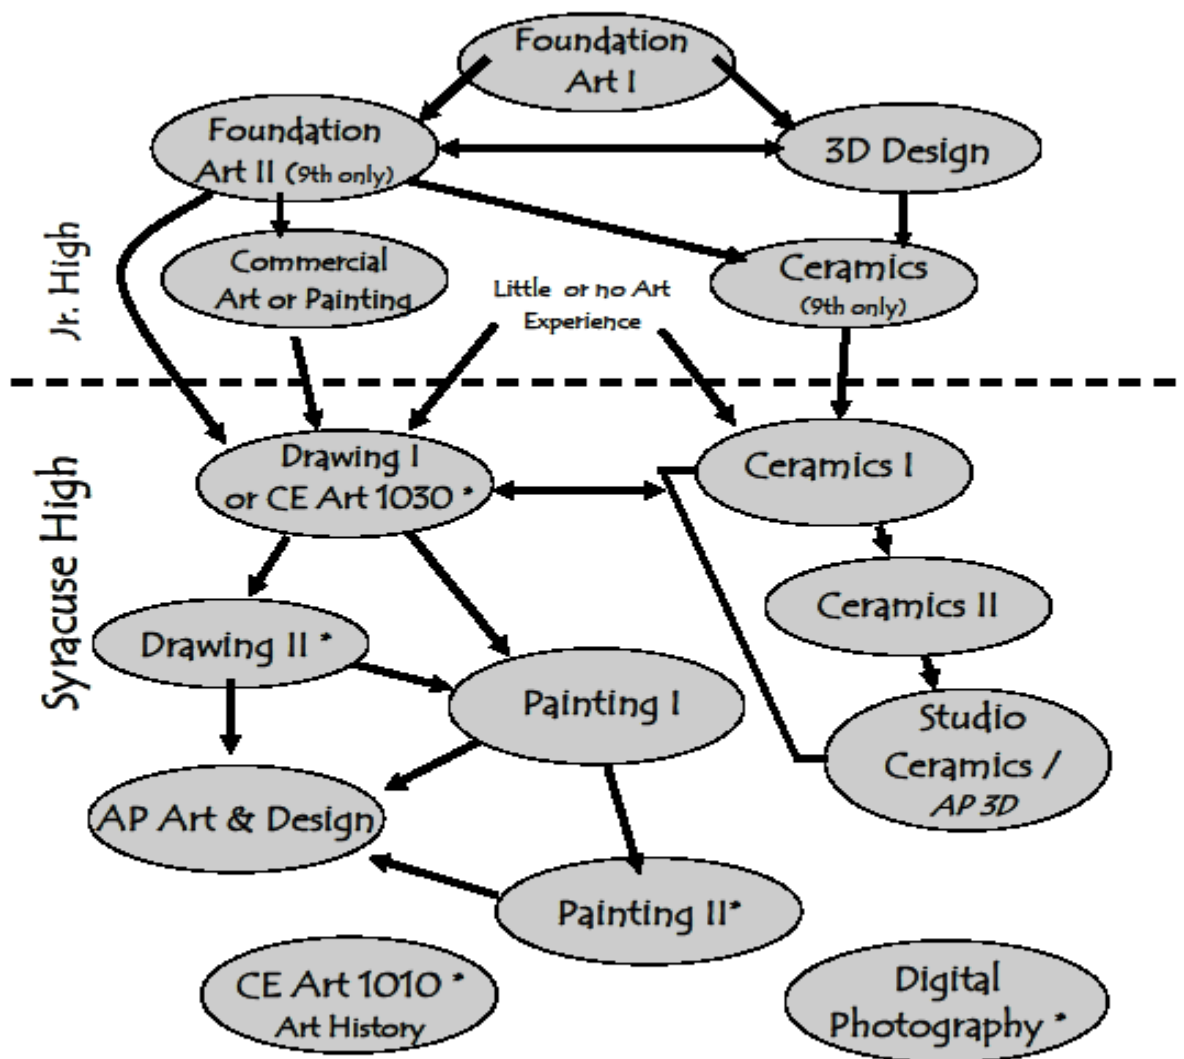 Foundation
Art I
Foundation
Art II (9th only)
3D Design
Jr. High
Commercial
Art or Painting
Little or no Art
Experience
Ceramics
(9th only)
Syracuse High
Drawing I
or CE Art 1030 *
Ceramics I
Ceramics II
Drawing II *
Painting I
Studio
Ceramics /
AP 3D
AP Art & Design
Painting II*
CE Art 1010 *
Art History
Digital
Photography *